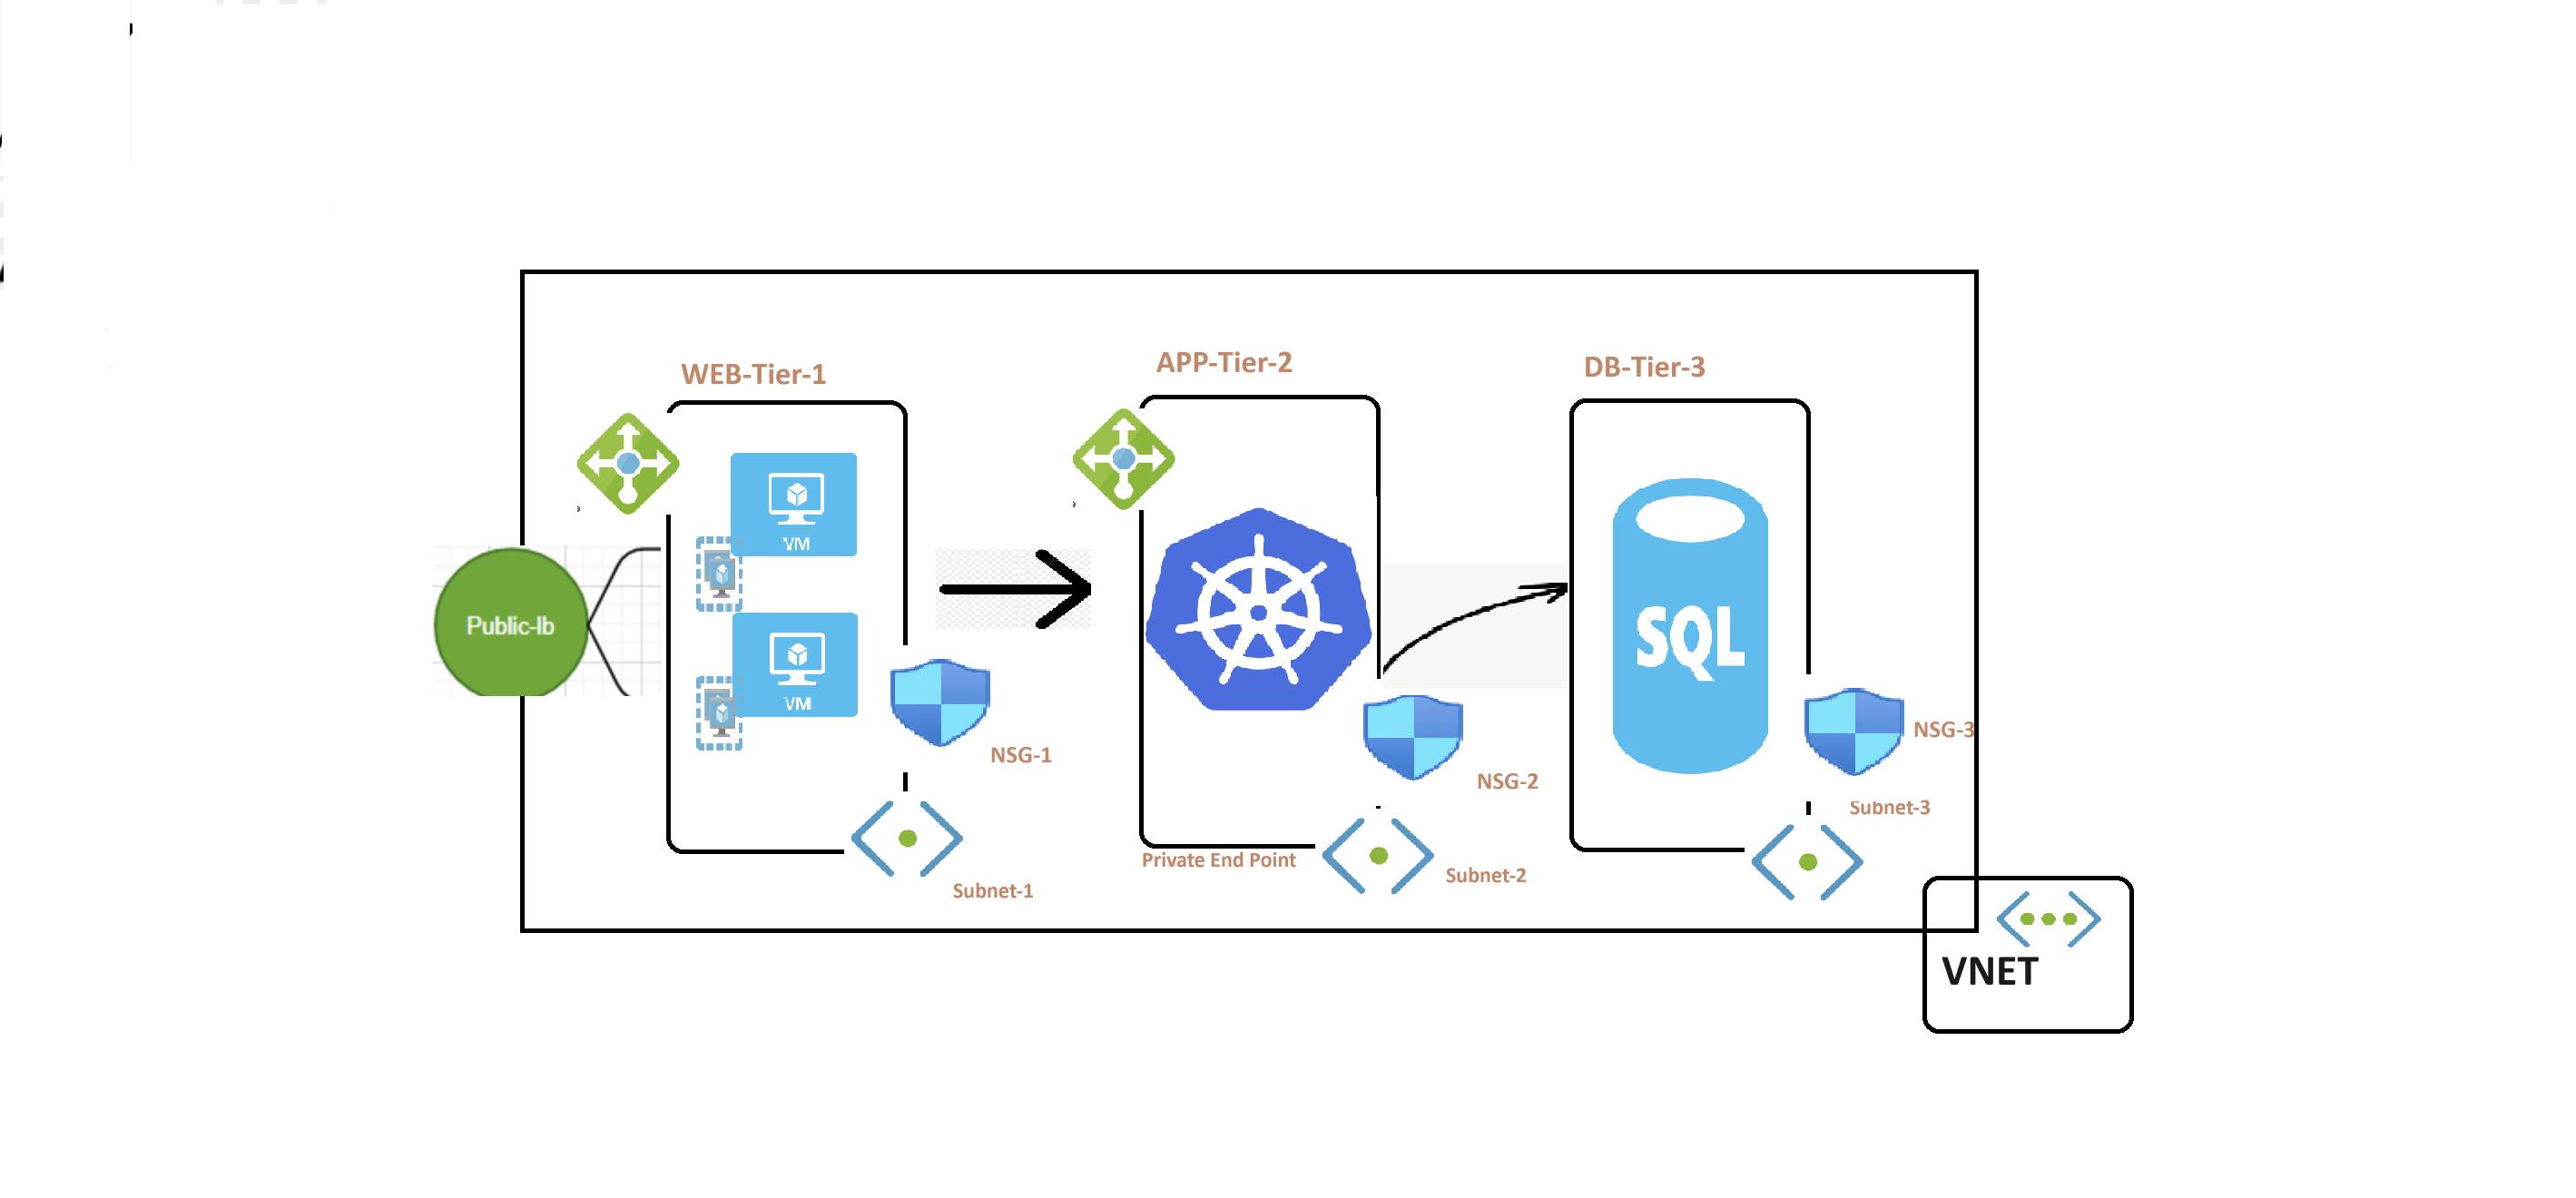 WEB-Tier-1
APP-Tier-2
DB-Tier-3
VM
Public-lb
SQL
VM
NSG-1
NSG-2
NSG-3
Subnet-3
Private End Point
Subnet-2
Subnet-1
VNET